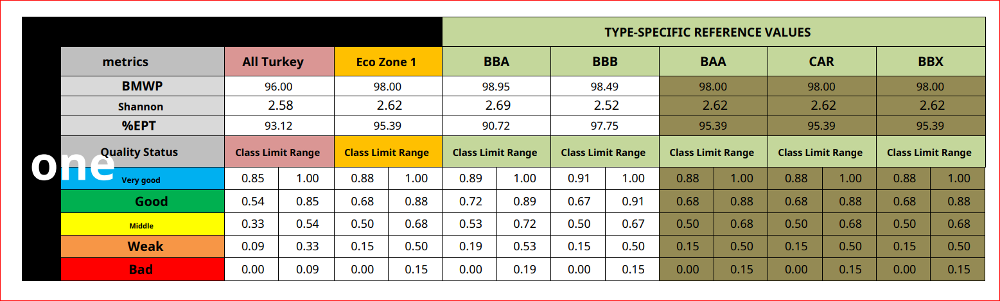 TYPE-SPECIFIC REFERENCE VALUES
metrics All Turkey Eco Zone 1 BBA BBB BAA CAR BBX
BMWP 96.00 98.00 98.95 98.49 98.00 98.00 98.00
Shannon 2.58 2.62 2.69 2.52 2.62 2.62 2.62
%EPT 93.12 95.39 90.72 97.75 95.39 95.39 95.39
Quality Status Class Limit Range Class Limit Range Class Limit Range Class Limit Range Class Limit Range Class Limit Range Class Limit Range
one
Very good 0.85 1.00 0.88 1.00 0.89 1.00 0.91 1.00 0.88 1.00 0.88 1.00 0.88 1.00
Good 0.54 0.85 0.68 0.88 0.72 0.89 0.67 0.91 0.68 0.88 0.68 0.88 0.68 0.88
Middle 0.33 0.54 0.50 0.68 0.53 0.72 0.50 0.67 0.50 0.68 0.50 0.68 0.50 0.68
Weak 0.09 0.33 0.15 0.50 0.19 0.53 0.15 0.50 0.15 0.50 0.15 0.50 0.15 0.50
Bad 0.00 0.09 0.00 0.15 0.00 0.19 0.00 0.15 0.00 0.15 0.00 0.15 0.00 0.15